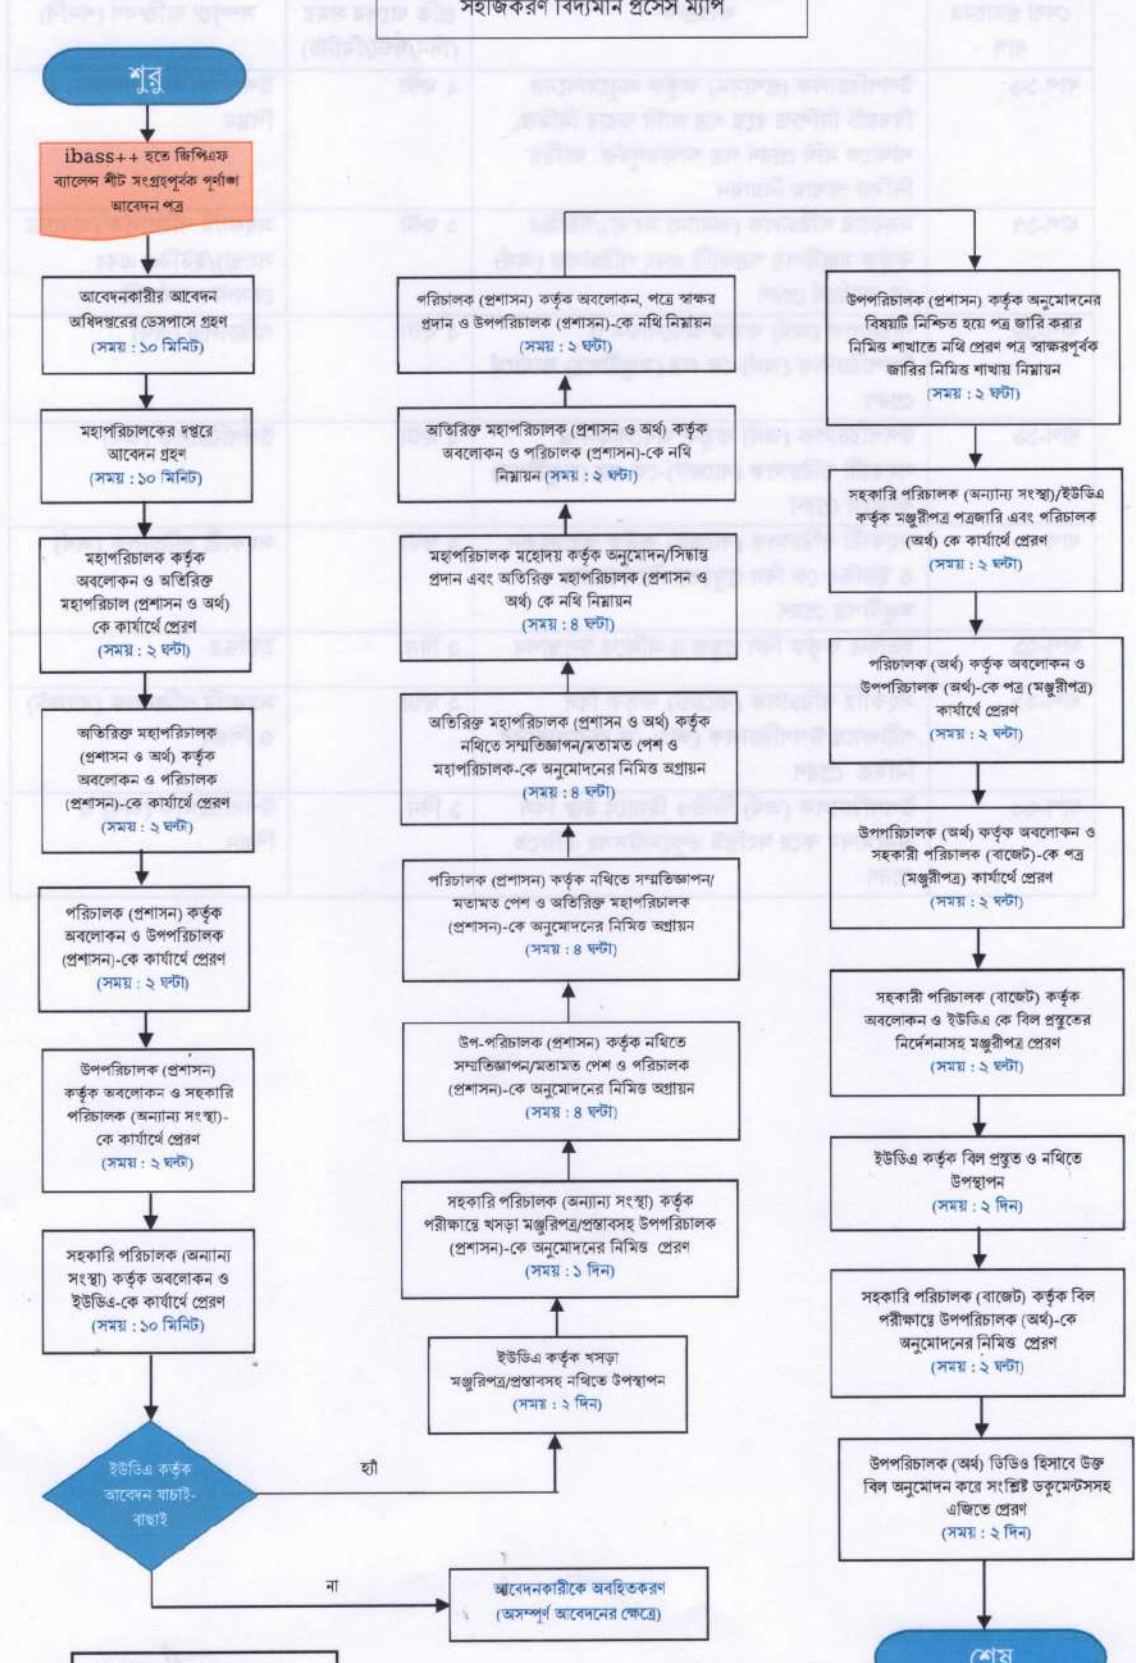 সহজিকরণ বিদ্যমান প্রসেস ম্যাপ
শুরু
ibass++ হতে জিপিএফ
ব্যালেন্স শীট সংগ্রহপূর্বক পূর্ণাঙ্গ
আবেদন পত্র
আবেদনকারীর আবেদন
অধিদপ্তরের ডেসপাসে গ্রহণ
(সময় : ১০ মিনিট)
মহাপরিচালকের দপ্তরে
আবেদন গ্রহণ
(সময় : ১০ মিনিট)
মহাপরিচালক কর্তৃক
অবলোকন ও অতিরিক্ত
মহাপরিচাল (প্রশাসন ও অর্থ)
কে কার্যার্থে প্রেরণ
(সময় : ২ ঘন্টা)
অতিরিক্ত মহাপরিচালক
(প্রশাসন ও অর্থ) কর্তৃক
অবলোকন ও পরিচালক
(প্রশাসন)-কে কার্যার্থে প্রেরণ
(সময় : ২ ঘন্টা)
পরিচালক (প্রশাসন) কর্তৃক
অবলোকন ও উপপরিচালক
(প্রশাসন)-কে কার্যার্থে প্রেরণ
(সময় : ২ ঘন্টা)
উপপরিচালক (প্রশাসন)
কর্তৃক অবলোকন ও সহকারি
পরিচালক (অন্যান্য সংস্থা)-
কে কার্যার্থে প্রেরণ
(সময় : ২ ঘন্টা)
সহকারি পরিচালক (অন্যান্য
সংস্থা) কর্তৃক অবলোকন ও
ইউডিএ-কে কার্যার্থে প্রেরণ
(সময় : ১০ মিনিট)
ইউডিএ কর্তৃক
আবেদন যাচাই-
বাছাই
হ্যাঁ
না
আবেদনকারীকে অবহিতকরণ
(অসম্পূর্ণ আবেদনের ক্ষেত্রে)
ইউডিএ কর্তৃক খসড়া
মঞ্জুরিপত্র/প্রস্তাবসহ নথিতে উপস্থাপন
(সময় : ২ দিন)
সহকারি পরিচালক (অন্যান্য সংস্থা) কর্তৃক
পরীক্ষান্তে খসড়া মঞ্জুরিপত্র/প্রস্তাবসহ উপপরিচালক
(প্রশাসন)-কে অনুমোদনের নিমিত্ত প্রেরণ
(সময় : ১ দিন)
উপ-পরিচালক (প্রশাসন) কর্তৃক নথিতে
সম্মতিজ্ঞাপন/মতামত পেশ ও পরিচালক
(প্রশাসন)-কে অনুমোদনের নিমিত্ত অগ্রায়ন
(সময় : ৪ ঘন্টা)
পরিচালক (প্রশাসন) কর্তৃক নথিতে সম্মতিজ্ঞাপন/
মতামত পেশ ও অতিরিক্ত মহাপরিচালক
(প্রশাসন)-কে অনুমোদনের নিমিত্ত অগ্রায়ন
(সময় : ৪ ঘন্টা)
অতিরিক্ত মহাপরিচালক (প্রশাসন ও অর্থ) কর্তৃক
নথিতে সম্মতিজ্ঞাপন/মতামত পেশ ও
মহাপরিচালক-কে অনুমোদনের নিমিত্ত অগ্রায়ন
(সময় : ৪ ঘন্টা)
মহাপরিচালক মহোদয় কর্তৃক অনুমোদন/সিদ্ধান্ত
প্রদান এবং অতিরিক্ত মহাপরিচালক (প্রশাসন ও
অর্থ) কে নথি নিম্নায়ন
(সময় : ৪ ঘন্টা)
অতিরিক্ত মহাপরিচালক (প্রশাসন ও অর্থ) কর্তৃক
অবলোকন ও পরিচালক (প্রশাসন)-কে নথি
নিম্নায়ন (সময় : ২ ঘন্টা)
পরিচালক (প্রশাসন) কর্তৃক অবলোকন, পত্রে স্বাক্ষর
প্রদান ও উপপরিচালক (প্রশাসন)-কে নথি নিম্নায়ন
(সময় : ২ ঘন্টা)
উপপরিচালক (প্রশাসন) কর্তৃক অনুমোদনের
বিষয়টি নিশ্চিত হয়ে পত্র জারি করার
নিমিত্ত শাখাতে নথি প্রেরণ পত্র স্বাক্ষরপূর্বক
জারির নিমিত্ত শাখায় নিম্নায়ন
(সময় : ২ ঘন্টা)
সহকারি পরিচালক (অন্যান্য সংস্থা)/ইউডিএ
কর্তৃক মঞ্জুরীপত্র পত্রজারি এবং পরিচালক
(অর্থ) কে কার্যার্থে প্রেরণ
(সময় : ২ ঘন্টা)
পরিচালক (অর্থ) কর্তৃক অবলোকন ও
উপপরিচালক (অর্থ)-কে পত্র (মঞ্জুরীপত্র)
কার্যার্থে প্রেরণ
(সময় : ২ ঘন্টা)
উপপরিচালক (অর্থ) কর্তৃক অবলোকন ও
সহকারী পরিচালক (বাজেট)-কে পত্র
(মঞ্জুরীপত্র) কার্যার্থে প্রেরণ
(সময় : ২ ঘন্টা)
সহকারী পরিচালক (বাজেট) কর্তৃক
অবলোকন ও ইউডিএ কে বিল প্রস্তুতের
নির্দেশনাসহ মঞ্জুরীপত্র প্রেরণ
(সময় : ২ ঘন্টা)
ইউডিএ কর্তৃক বিল প্রস্তুত ও নথিতে
উপস্থাপন
(সময় : ২ দিন)
সহকারি পরিচালক (বাজেট) কর্তৃক বিল
পরীক্ষান্তে উপপরিচালক (অর্থ)-কে
অনুমোদনের নিমিত্ত প্রেরণ
(সময় : ২ ঘন্টা)
উপপরিচালক (অর্থ) ডিডিও হিসাবে উক্ত
বিল অনুমোদন করে সংশ্লিষ্ট ডকুমেন্টসসহ
এজিতে প্রেরণ
(সময় : ২ দিন)
শেষ